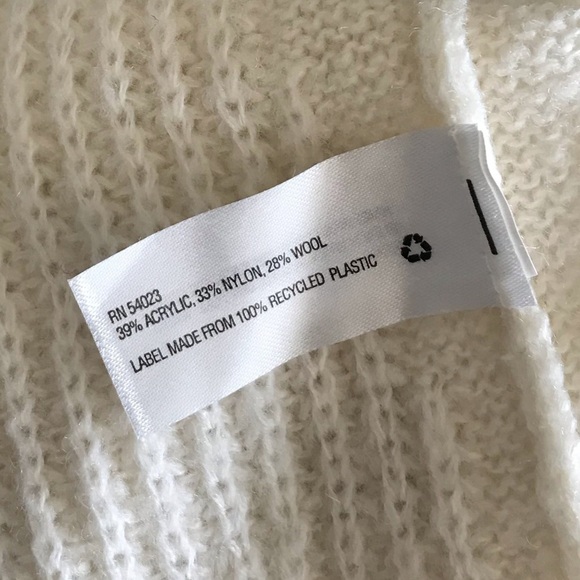 RN 54023
39% ACRYLIC, 33% NYLON, 28% WOOL
LABEL MADE FROM 100% RECYCLED PLASTIC